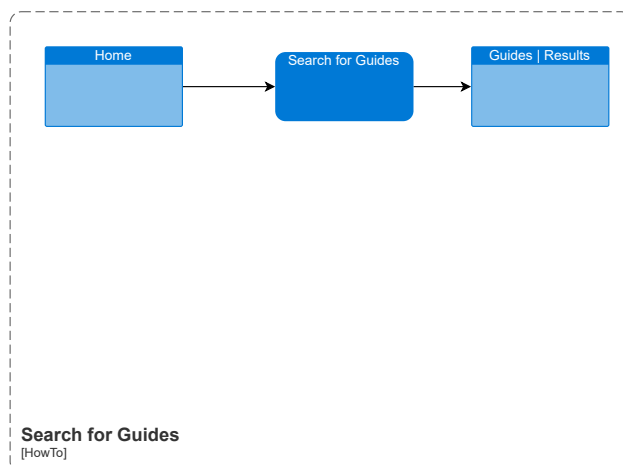 Home
Search for Guides
Guides | Results
Search for Guides
[HowTo]